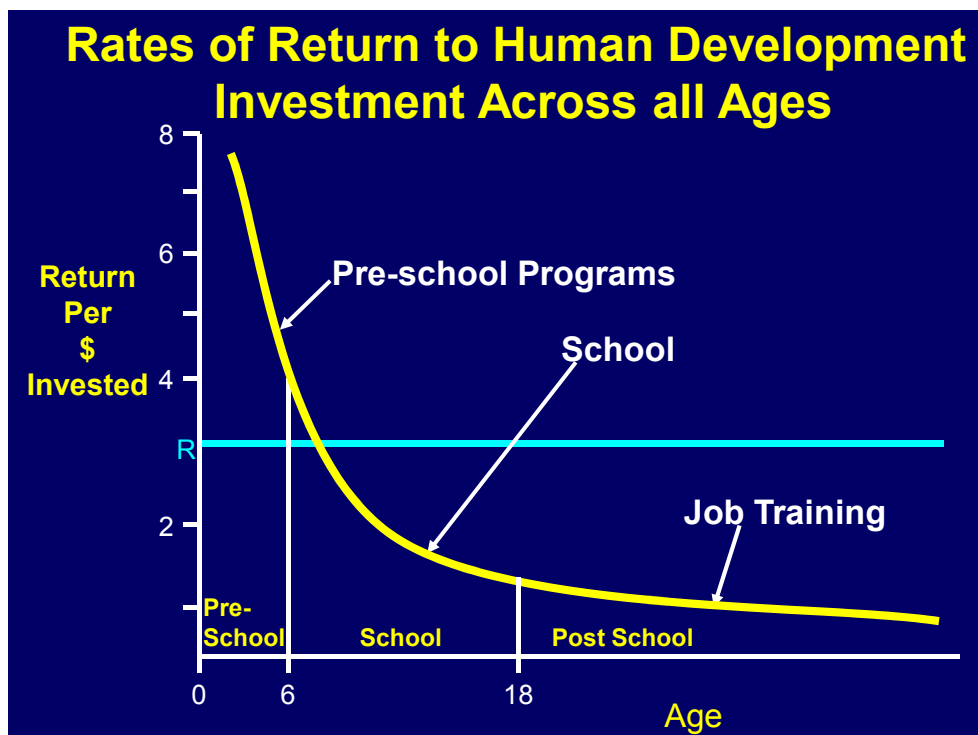 Rates of Return to Human Development
Investment Across all Ages
8
6
Return
Per
$
Invested
4
R
2
Pre-school Programs
School
Job Training
Pre-
School
School
Post School
0
6
18
Age